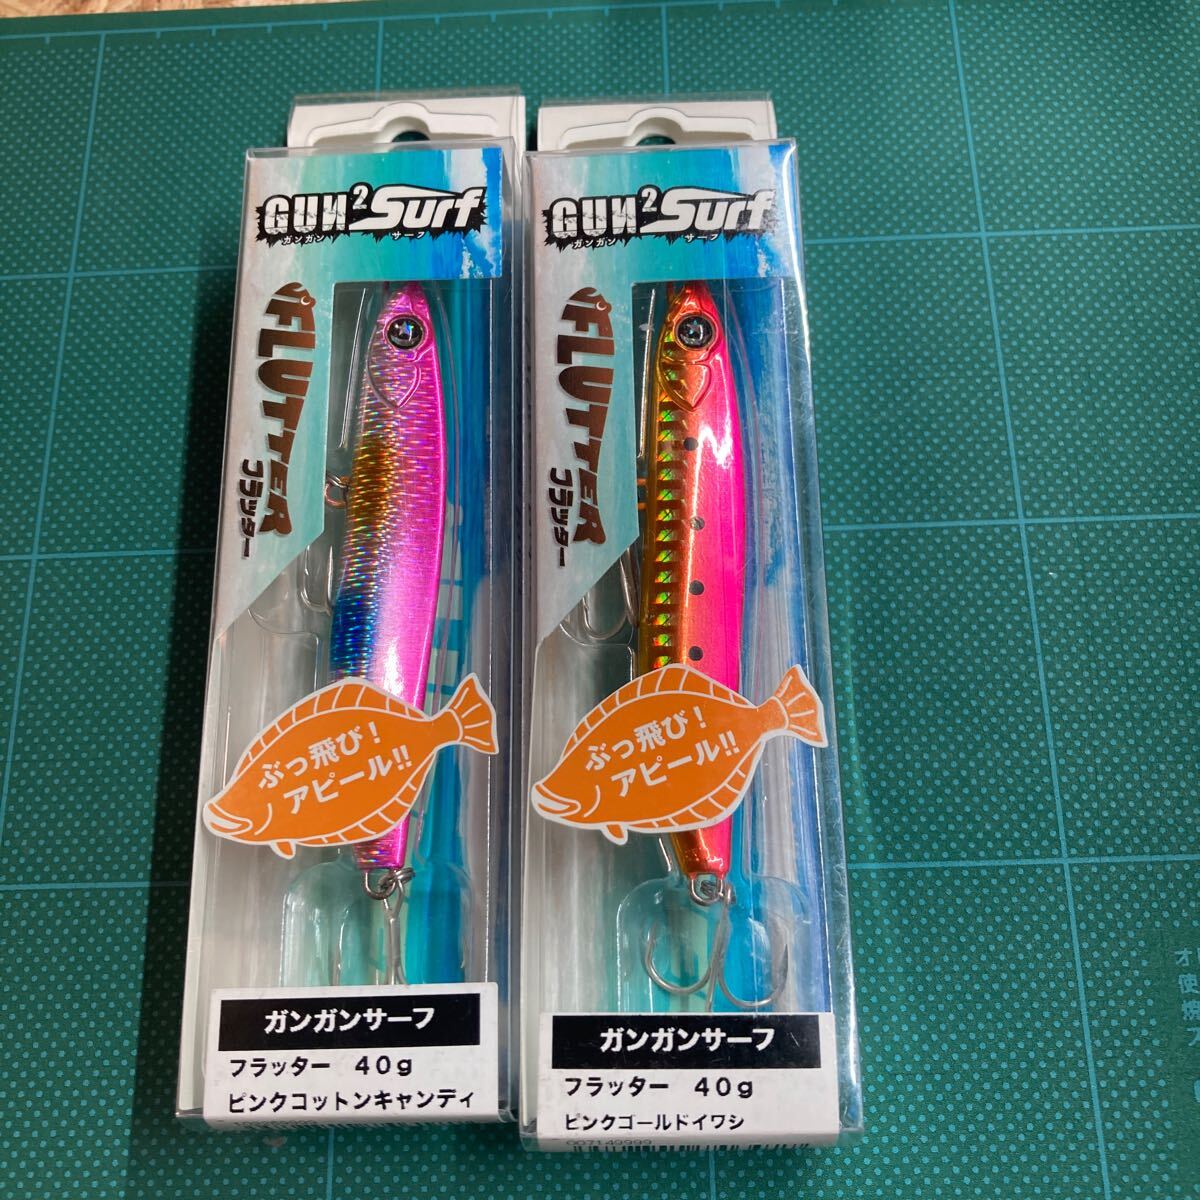 GUN²Surf
ガンガン サーフ
FLUTTER
フラッター
ぶっ飛び!
アピール!!
ガンガンサーフ
フラッター 40g
ピンクコットンキャンディ
GUN²Surf
ガンガン サーフ
FLUTTER
フラッター
ぶっ飛び!
アピール!!
ガンガンサーフ
フラッター 40g
ピンクゴールドイワシ
007149999